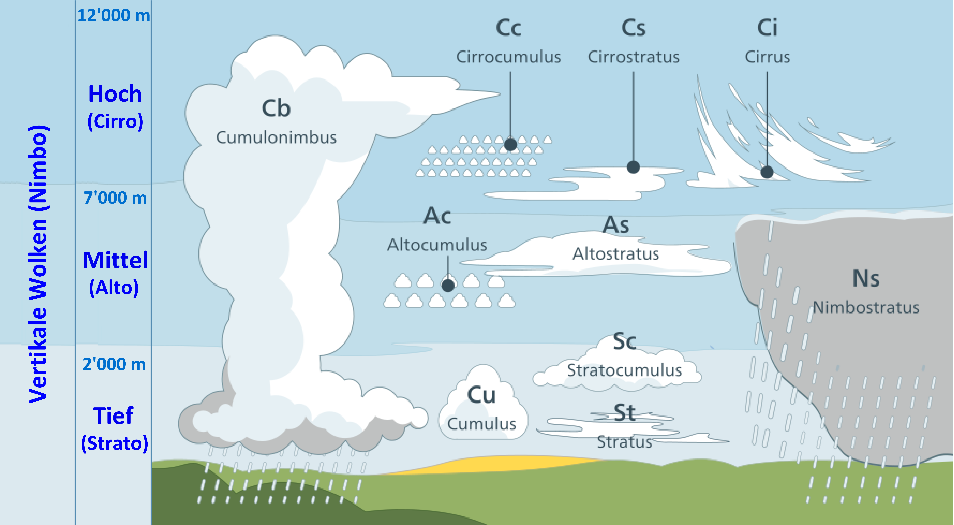 12'000 m
Hoch
(Cirro)
7'000 m
Mittel
(Alto)
2'000 m
Tief
(Strato)
Vertikale Wolken (Nimbo)
Cb
Cumulonimbus
Cc
Cirrocumulus
Cs
Cirrostratus
Ci
Cirrus
Ac
Altocumulus
As
Altostratus
Ns
Nimbostratus
Sc
Stratocumulus
Cu
Cumulus
St
Stratus